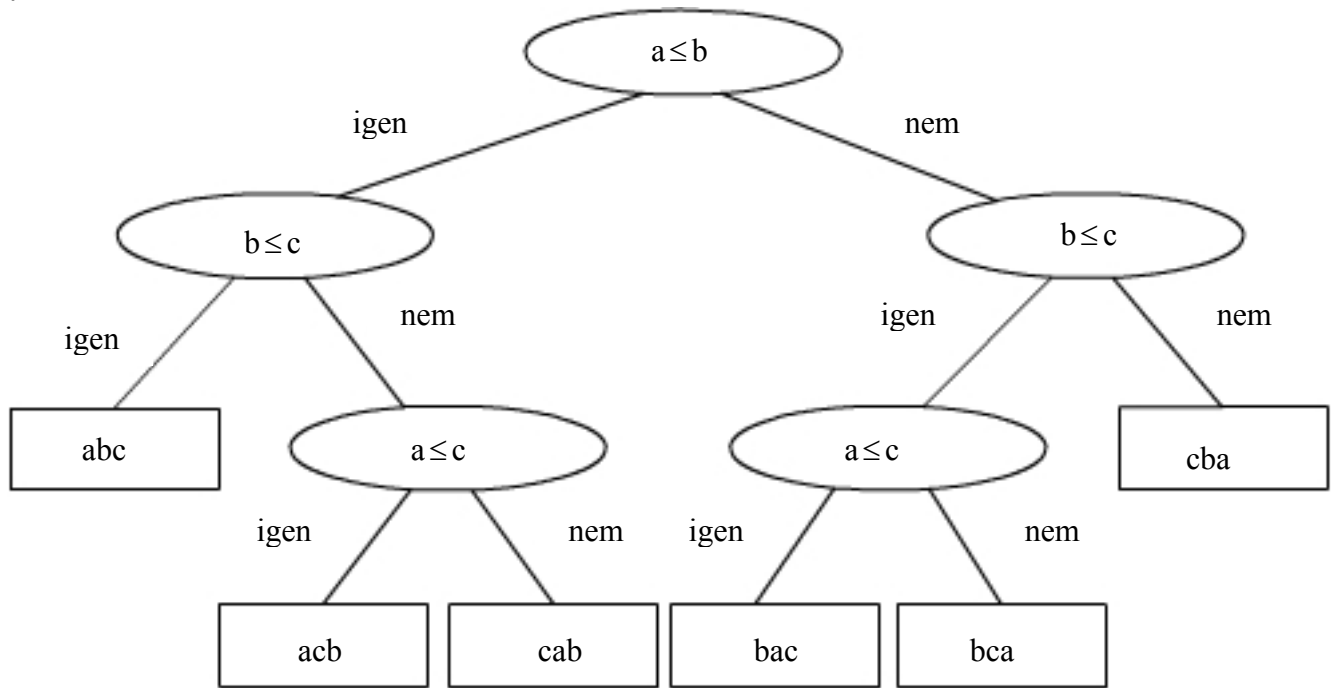 a ≤ b
igen
nem
b ≤ c
b ≤ c
igen
nem
igen
nem
abc
a ≤ c
a ≤ c
cba
igen
nem
igen
nem
acb
cab
bac
bca